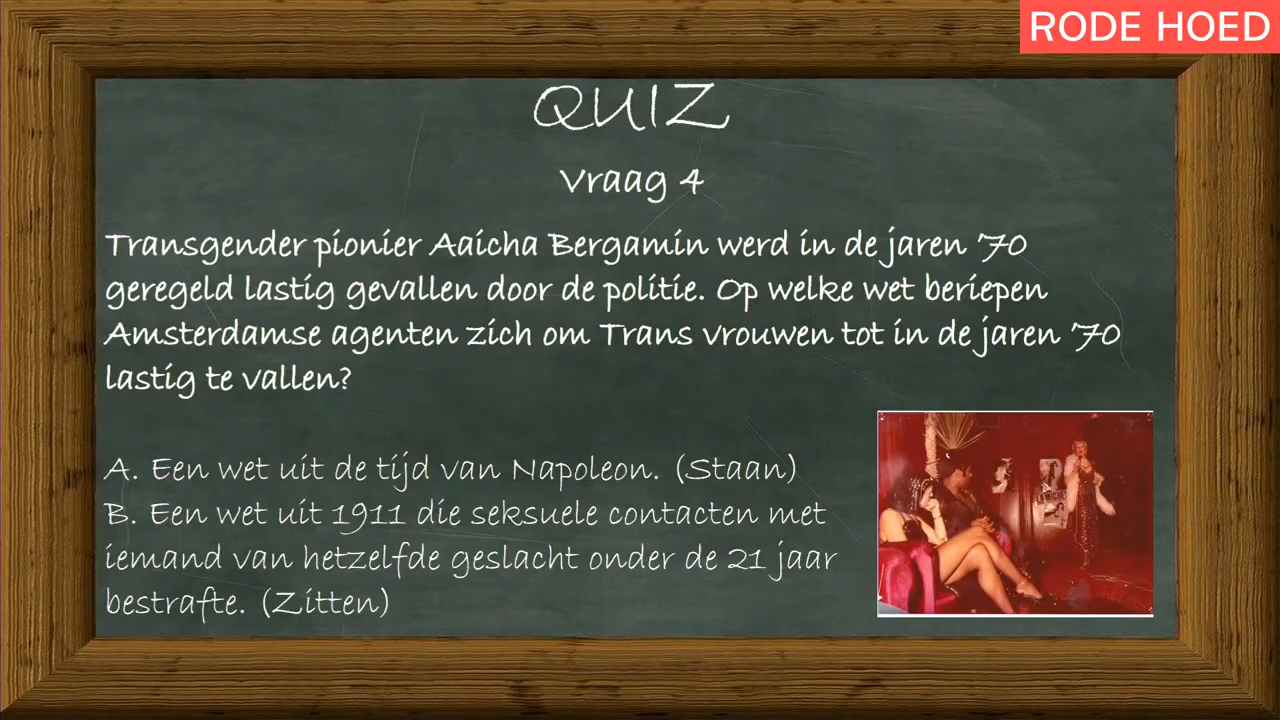 RODE HOED
QUIZ
Vraag 4
Transgender pionier Aaicha Bergamin werd in de jaren '70
geregeld lastig gevallen door de politie. Op welke wet beriepen
Amsterdamse agenten zich om Trans vrouwen tot in de jaren '70
lastig te vallen?
A. Een wet uit de tijd van Napoleon. (Staan)
B. Een wet uit 1911 die seksuele contacten met
iemand van hetzelfde geslacht onder de 21 jaar
bestrafte. (Zitten)